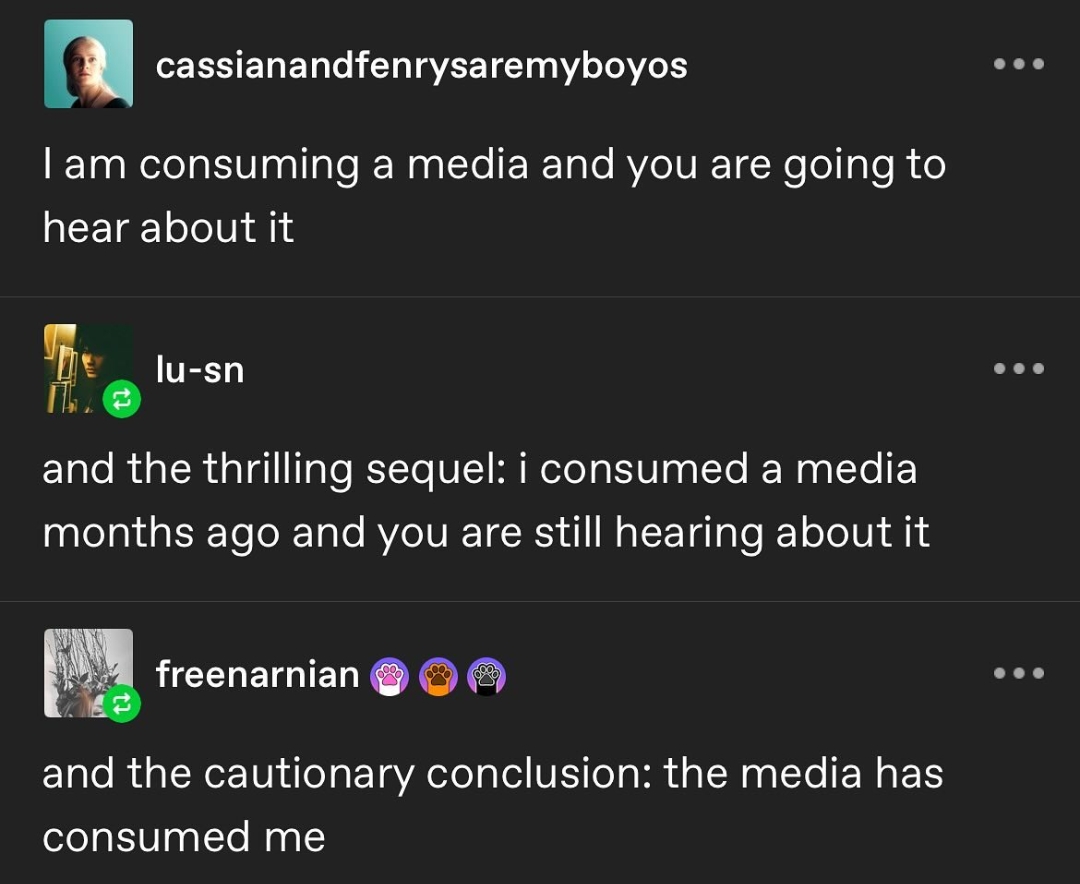 cassianandfenrysaremyboyos
I am consuming a media and you are going to
hear about it
lu-sn
and the thrilling sequel: i consumed a media
months ago and you are still hearing about it
freenarnian
and the cautionary conclusion: the media has
consumed me